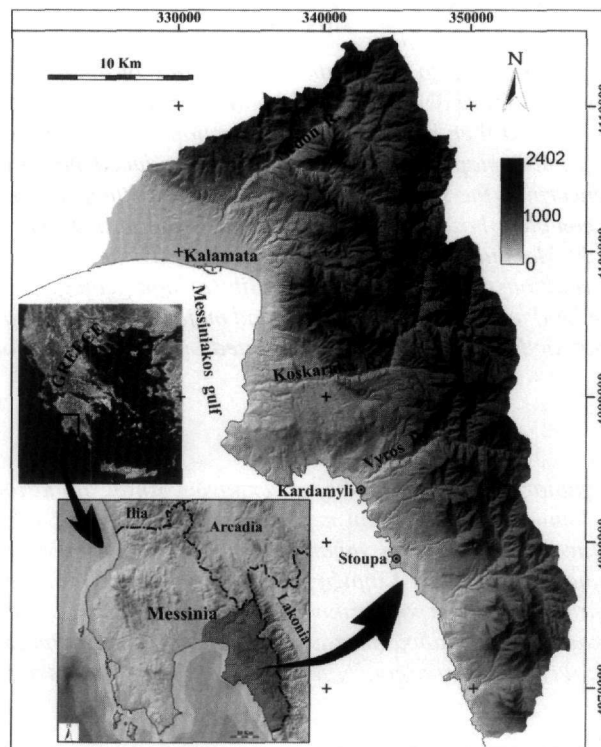 330000 340000 350000
10 Km
N
2402
1000
0
Kalamata
Messiniakos gulf
GREECE
Vyros
Kardamyli
Stoupa
Ilia
Arcadia
Messinia
Lakonia